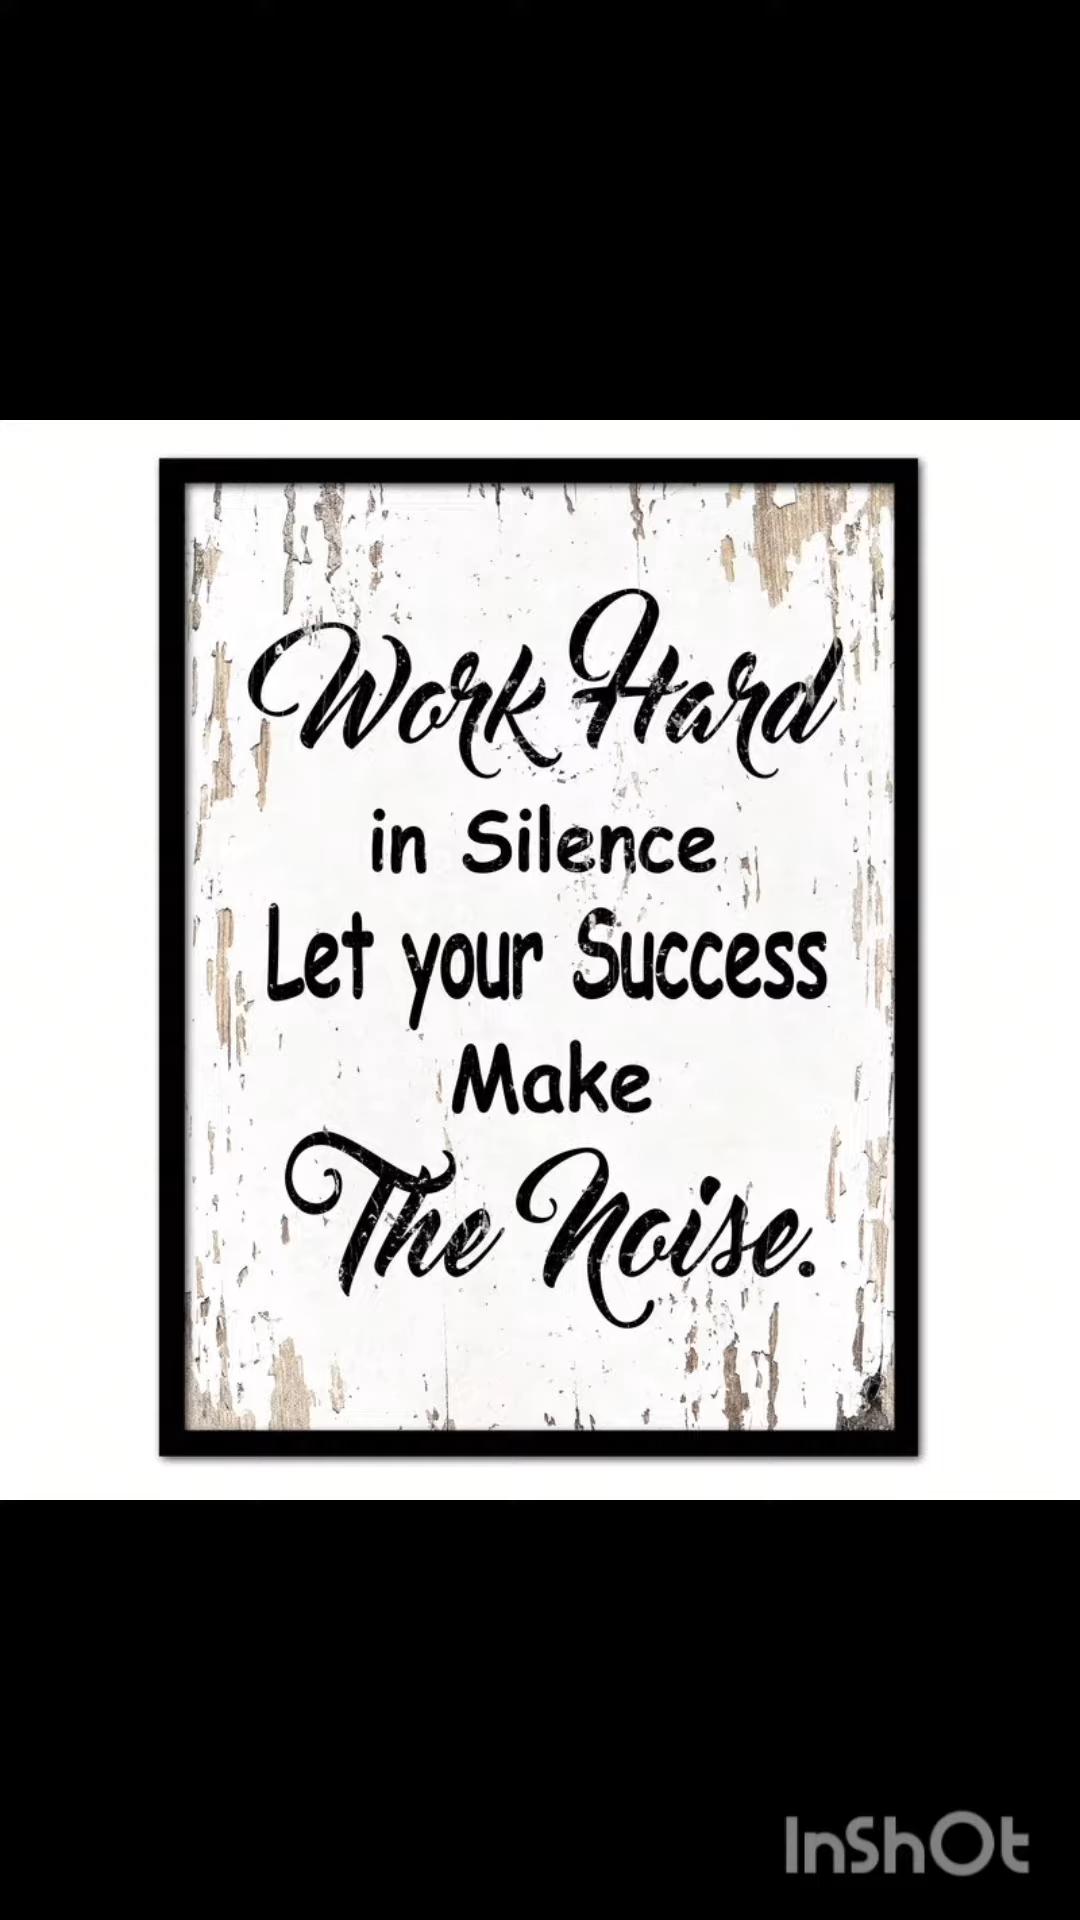 Work Hard
in Silence
Let your Success
Make
The Noise.
InShOt